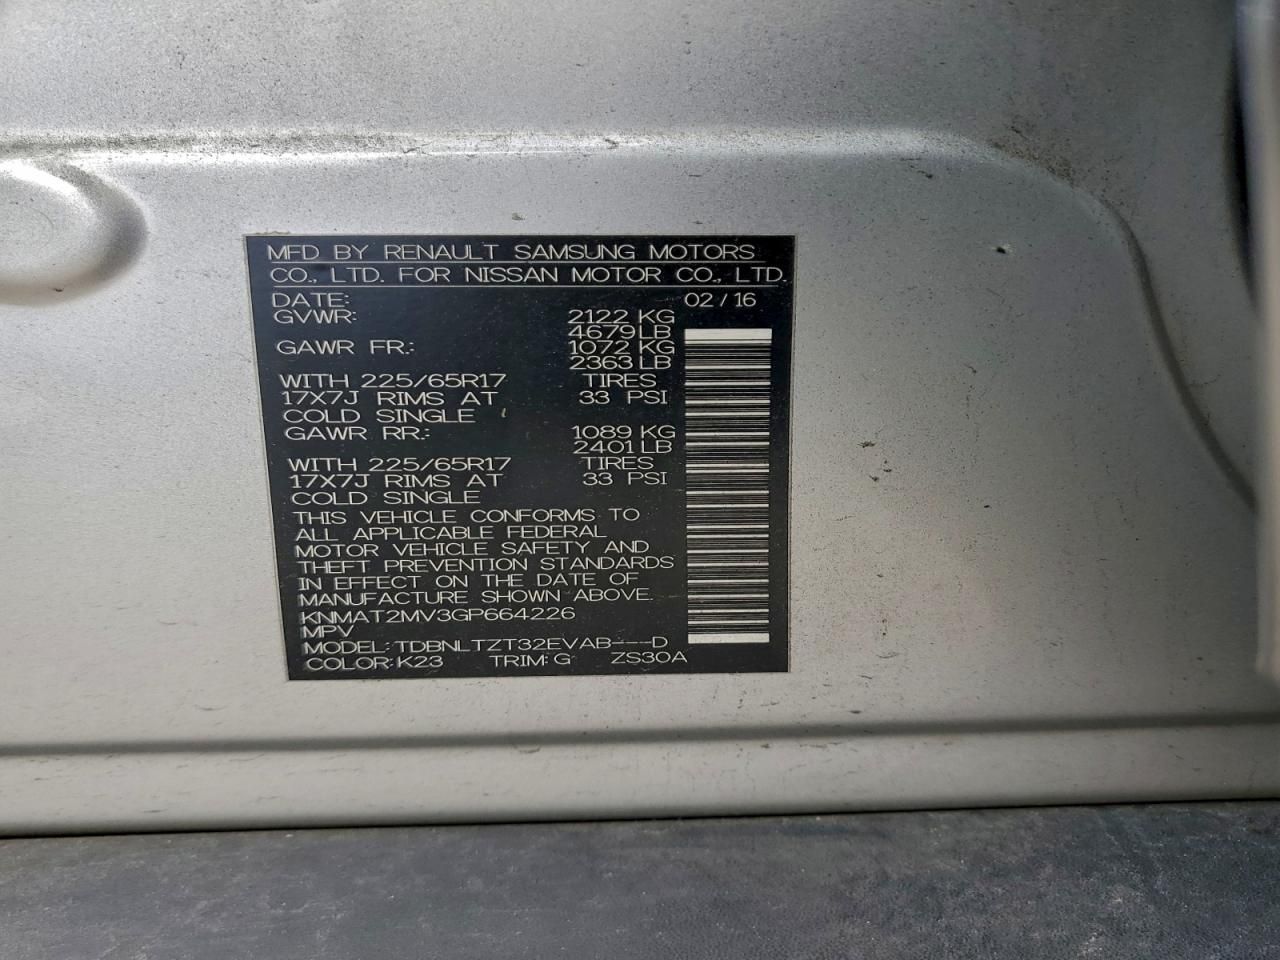 MFD BY RENAULT SAMSUNG MOTORS
CO., LTD. FOR NISSAN MOTOR CO., LTD.
DATE: 02 / 16
GVWR: 2122 KG
4679 LB
GAWR FR.: 1072 KG
2363 LB
WITH 225/65R17 TIRES
17X7J RIMS AT 33 PSI
COLD SINGLE
GAWR RR.: 1089 KG
2401 LB
WITH 225/65R17 TIRES
17X7J RIMS AT 33 PSI
COLD SINGLE
THIS VEHICLE CONFORMS TO
ALL APPLICABLE FEDERAL
MOTOR VEHICLE SAFETY AND
THEFT PREVENTION STANDARDS
IN EFFECT ON THE DATE OF
MANUFACTURE SHOWN ABOVE.
KNMAT2MV3GP664226
MPV
MODEL: TDBNLTZT32EVAB---D
COLOR: K23 TRIM: G ZS30A